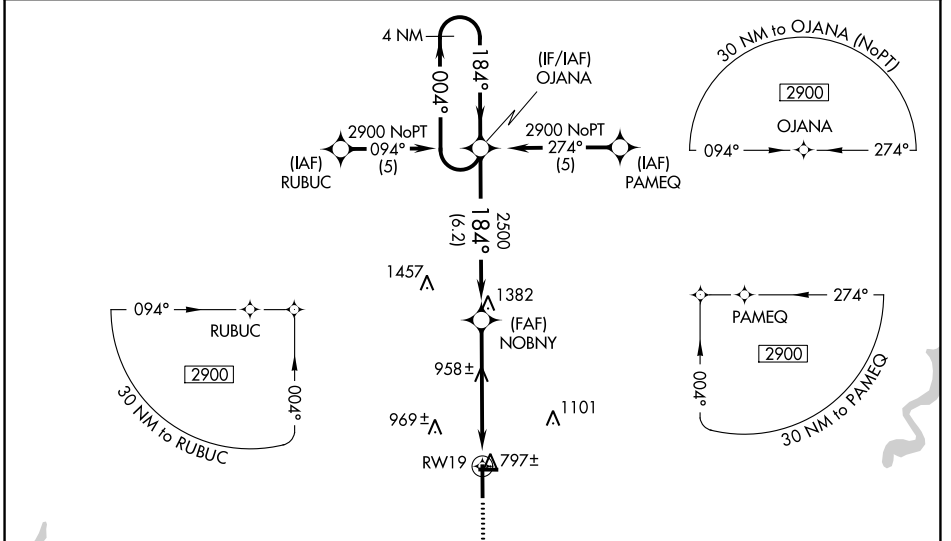 4 NM
004°
184°
(IF/IAF)
OJANA
2900 NoPT
094°
(5)
(IAF)
RUBUC
2900 NoPT
274°
(5)
(IAF)
PAMEQ
30 NM to OJANA (NoPT)
2900
OJANA
094°
274°
2500
184°
(6.2)
1457
1382
(FAF)
NOBNY
958±
969±
1101
RW19
797±
094°
RUBUC
2900
004°
30 NM to RUBUC
274°
PAMEQ
2900
004°
30 NM to PAMEQ